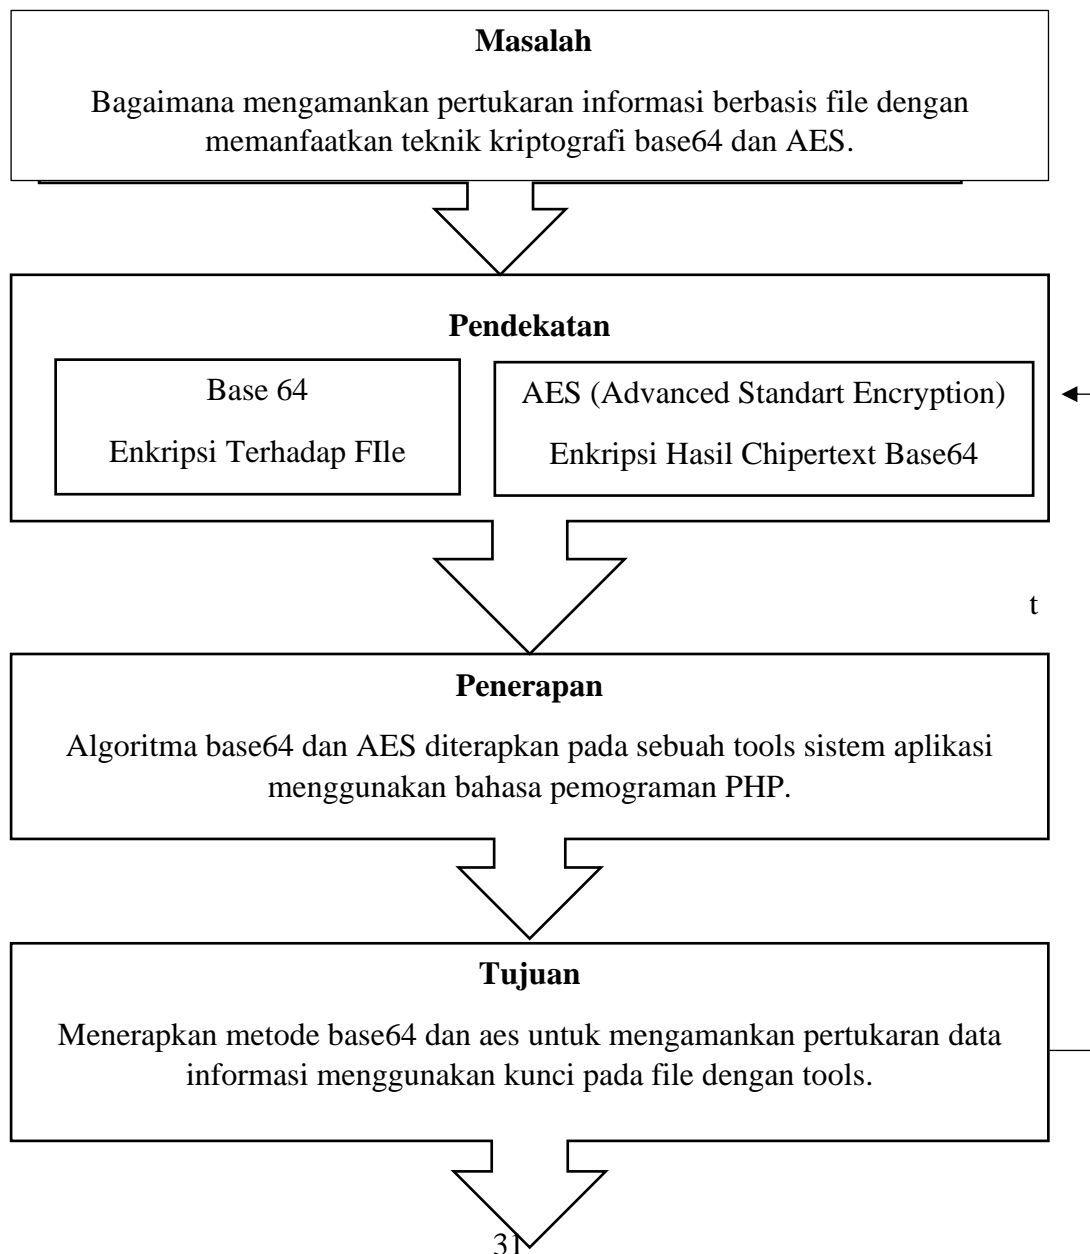 Masalah
Bagaimana mengamankan pertukaran informasi berbasis file dengan
memanfaatkan teknik kriptografi base64 dan AES.
Pendekatan
Base 64
Enkripsi Terhadap FIle
AES (Advanced Standart Encryption)
Enkripsi Hasil Chipertext Base64
t
Penerapan
Algoritma base64 dan AES diterapkan pada sebuah tools sistem aplikasi
menggunakan bahasa pemograman PHP.
Tujuan
Menerapkan metode base64 dan aes untuk mengamankan pertukaran data
informasi menggunakan kunci pada file dengan tools.
31